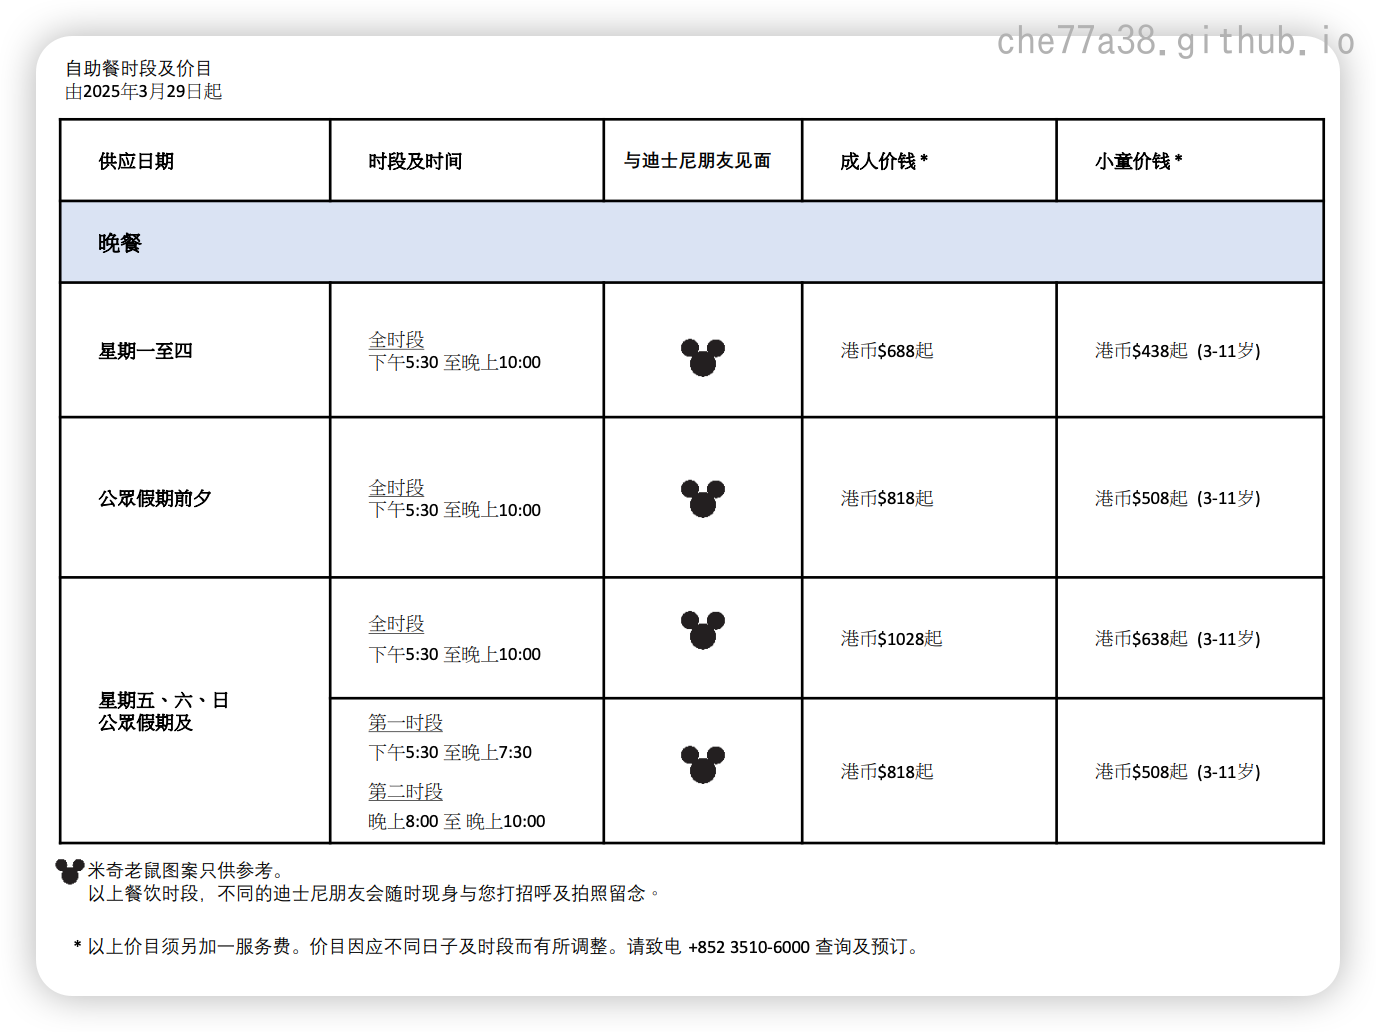 che77a38.github.io
自助餐时段及价目
由2025年3月29日起
供应日期 时段及时间 与迪士尼朋友见面 成人价钱* 小童价钱*
晚餐
星期一至四
全时段
下午5:30 至晚上10:00
港币$688起
港币$438起 (3-11岁)
公眾假期前夕
全时段
下午5:30 至晚上10:00
港币$818起
港币$508起 (3-11岁)
星期五、六、日
公眾假期及
全时段
下午5:30 至晚上10:00
港币$1028起
港币$638起 (3-11岁)
第一时段
下午5:30 至晚上7:30
第二时段
晚上8:00 至 晚上10:00
港币$818起
港币$508起 (3-11岁)
米奇老鼠图案只供参考。
以上餐饮时段，不同的迪士尼朋友会随时现身与您打招呼及拍照留念。
* 以上价目须另加一服务费。价目因应不同日子及时段而有所调整。请致电 +852 3510-6000 查询及预订。